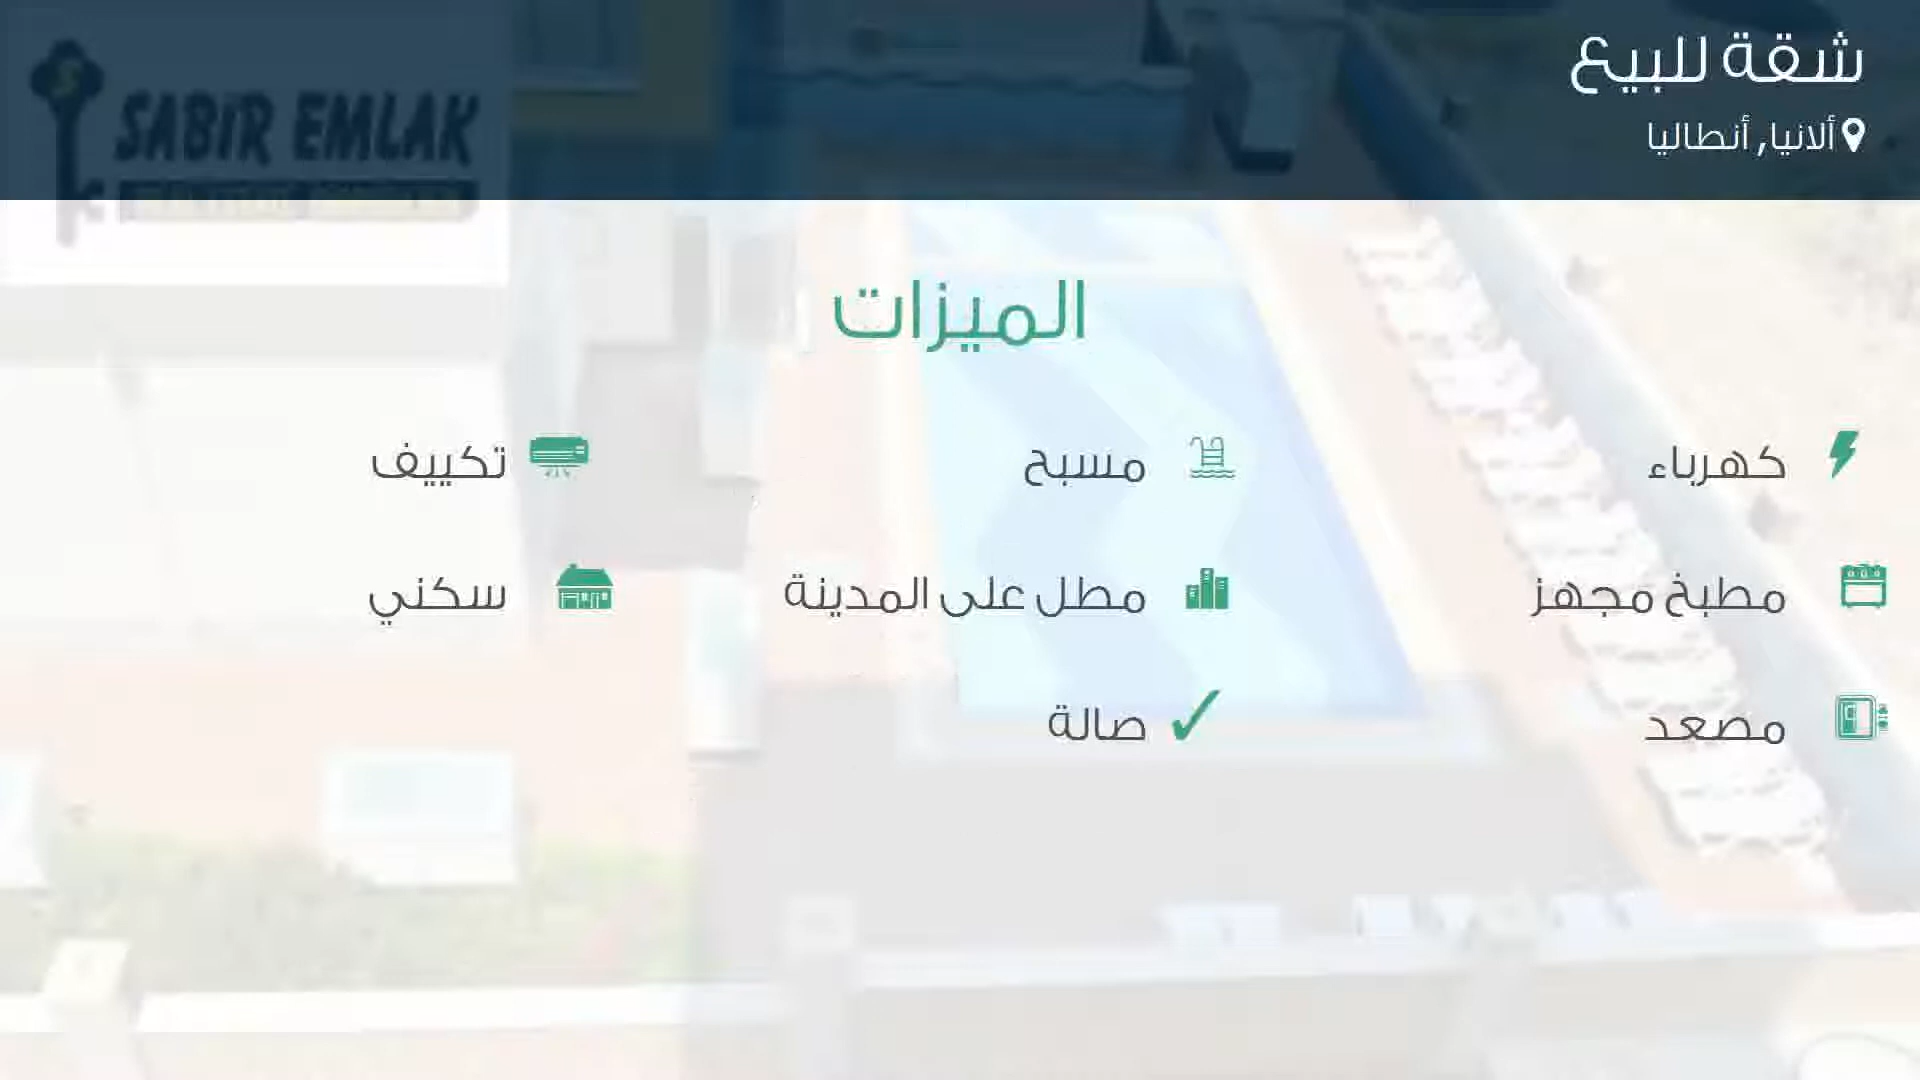 شقة للبيع
ألانيا, أنطاليا
SABiR EMLAK
الميزات
كهرباء
مسبح
تكييف
مطبخ مجهز
مطل على المدينة
سكني
مصعد
صالة